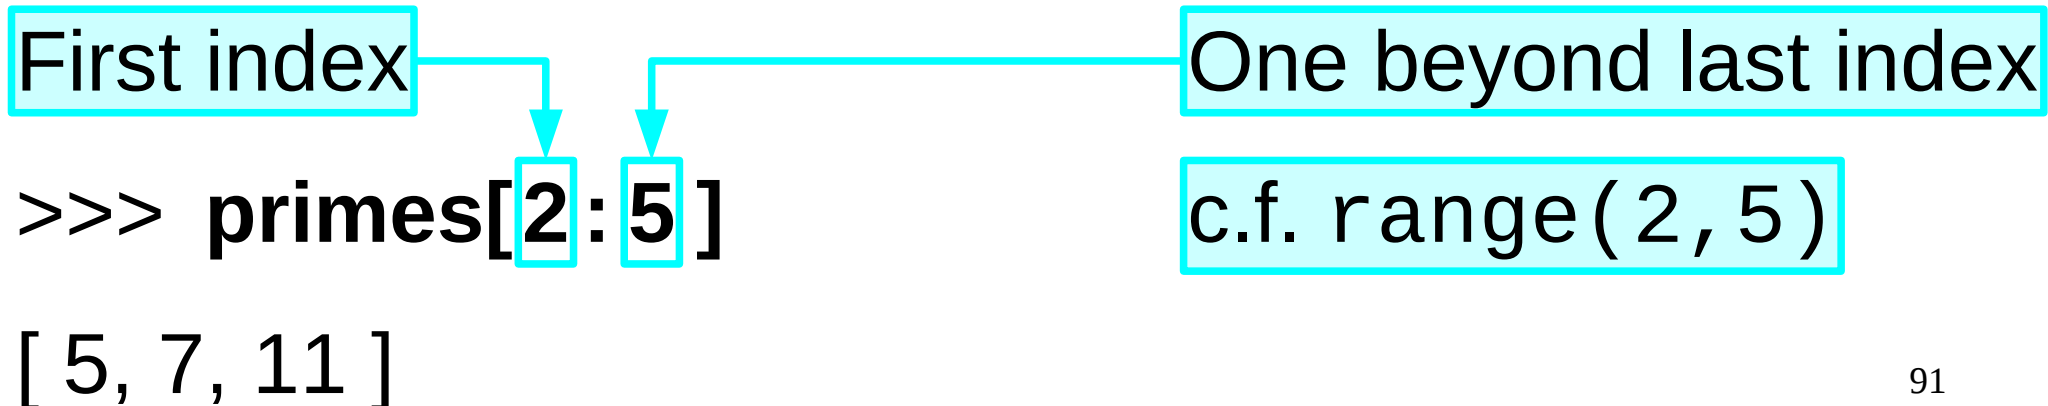 First index One beyond last index
>>> primes[2:5] c.f. range(2,5)
[ 5, 7, 11 ]
91